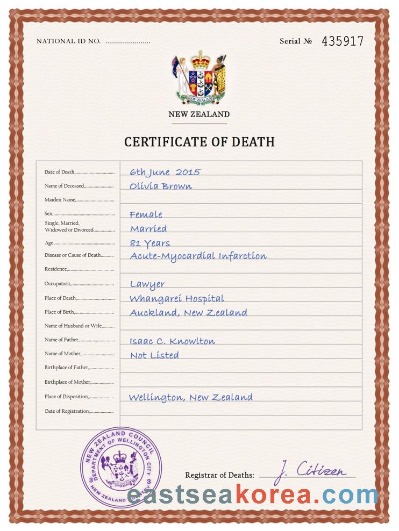 NATIONAL ID NO. ......................
Serial № 435917
NEW ZEALAND
CERTIFICATE OF DEATH
Date of Death 6th June 2015
Name of Deceased Olivia Brown
Maiden Name
Sex Female
Single, Married,
Widowed or Divorced Married
Age 81 Years
Disease or Cause of Death Acute-Myocardial Infarction
Residence
Occupation Lawyer
Place of Death Whangarei Hospital
Place of Birth Auckland, New Zealand
Name of Husband or Wife
Name of Father Isaac C. Knowlton
Name of Mother Not Listed
Birthplace of Father
Birthplace of Mother
Place of Disposition Wellington, New Zealand
Date of Registration
NEW ZEALAND COUNCIL
DEPARTMENT OF WELLINGTON CITY
NEW ZEALAND
Registrar of Deaths: J. Citizen
eastseakorea.com